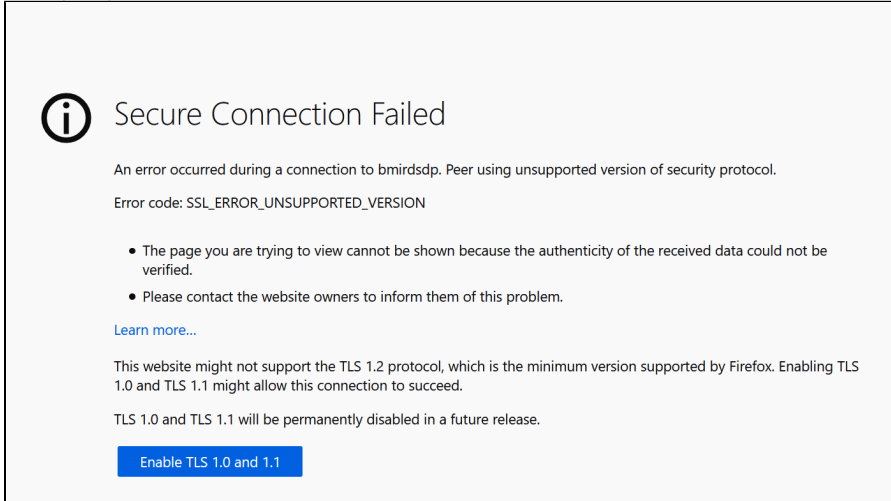 Secure Connection Failed
An error occurred during a connection to bmirdsdp. Peer using unsupported version of security protocol.
Error code: SSL_ERROR_UNSUPPORTED_VERSION
• The page you are trying to view cannot be shown because the authenticity of the received data could not be
verified.
• Please contact the website owners to inform them of this problem.
Learn more...
This website might not support the TLS 1.2 protocol, which is the minimum version supported by Firefox. Enabling TLS
1.0 and TLS 1.1 might allow this connection to succeed.
TLS 1.0 and TLS 1.1 will be permanently disabled in a future release.
Enable TLS 1.0 and 1.1